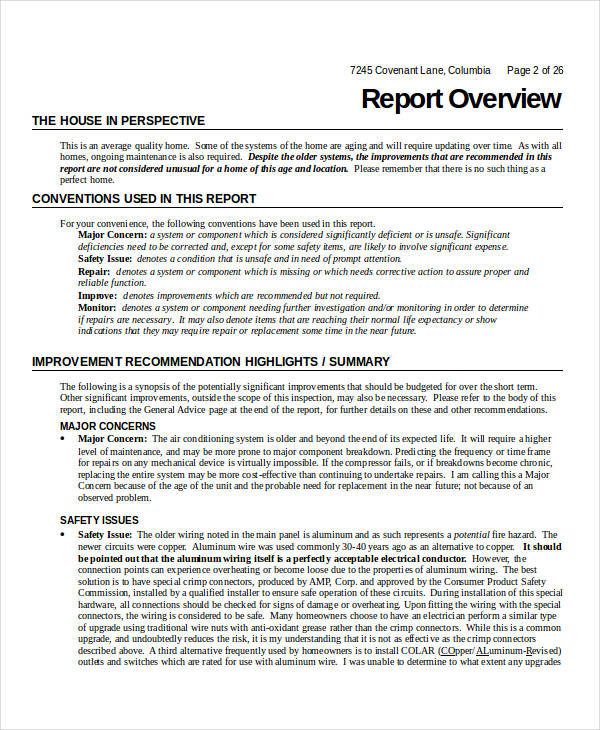 7245 Covenant Lane, Columbia Page 2 of 26
Report Overview
THE HOUSE IN PERSPECTIVE
This is an average quality home. Some of the systems of the home are aging and will require updating over time. As with all
homes, ongoing maintenance is also required. Despite the older systems, the improvements that are recommended in this
report are not considered unusual for a home of this age and location. Please remember that there is no such thing as a
perfect home.
CONVENTIONS USED IN THIS REPORT
For your convenience, the following conventions have been used in this report.
Major Concern: a system or component which is considered significantly deficient or is unsafe. Significant
deficiencies need to be corrected and, except for some safety items, are likely to involve significant expense.
Safety Issue: denotes a condition that is unsafe and in need of prompt attention.
Repair: denotes a system or component which is missing or which needs corrective action to assure proper and
reliable function.
Improve: denotes improvements which are recommended but not required.
Monitor: denotes a system or component needing further investigation and/or monitoring in order to determine
if repairs are necessary. It may also denote items that are reaching their normal life expectancy or show
indications that they may require repair or replacement some time in the near future.
IMPROVEMENT RECOMMENDATION HIGHLIGHTS / SUMMARY
The following is a synopsis of the potentially significant improvements that should be budgeted for over the short term.
Other significant improvements, outside the scope of this inspection, may also be necessary. Please refer to the body of this
report, including the General Advice page at the end of the report, for further details on these and other recommendations.
MAJOR CONCERNS
• Major Concern: The air conditioning system is older and beyond the end of its expected life. It will require a higher
level of maintenance, and may be more prone to major component breakdown. Predicting the frequency or time frame
for repairs on any mechanical device is virtually impossible. If the compressor fails, or if breakdowns become chronic,
replacing the entire system may be more cost-effective than continuing to undertake repairs. I am calling this a Major
Concern because of the age of the unit and the probable need for replacement in the near future; not because of an
observed problem.
SAFETY ISSUES
• Safety Issue: The older wiring noted in the main panel is aluminum and as such represents a potential fire hazard. The
newer circuits were copper. Aluminum wire was used commonly 30-40 years ago as an alternative to copper. It should
be pointed out that the aluminum wiring itself is a perfectly acceptable electrical conductor. However, the
connection points can experience overheating or become loose due to the properties of aluminum wiring. The best
solution is to have special crimp connectors, produced by AMP, Corp. and approved by the Consumer Product Safety
Commission, installed by a qualified installer to ensure safe operation of these circuits. During installation of this special
hardware, all connections should be checked for signs of damage or overheating. Upon fitting the wiring with the special
connectors, the wiring is considered to be safe. Many homeowners choose to have an electrician perform a similar type
of upgrade using traditional wire nuts with anti-oxidant grease rather than the crimp connectors. While this is a common
upgrade, and undoubtedly reduces the risk, it is my understanding that it is not as effective as the crimp connectors
described above. A third alternative frequently used by homeowners is to install COLAR (COpper/ALuminum-Revised)
outlets and switches which are rated for use with aluminum wire. I was unable to determine to what extent any upgrades